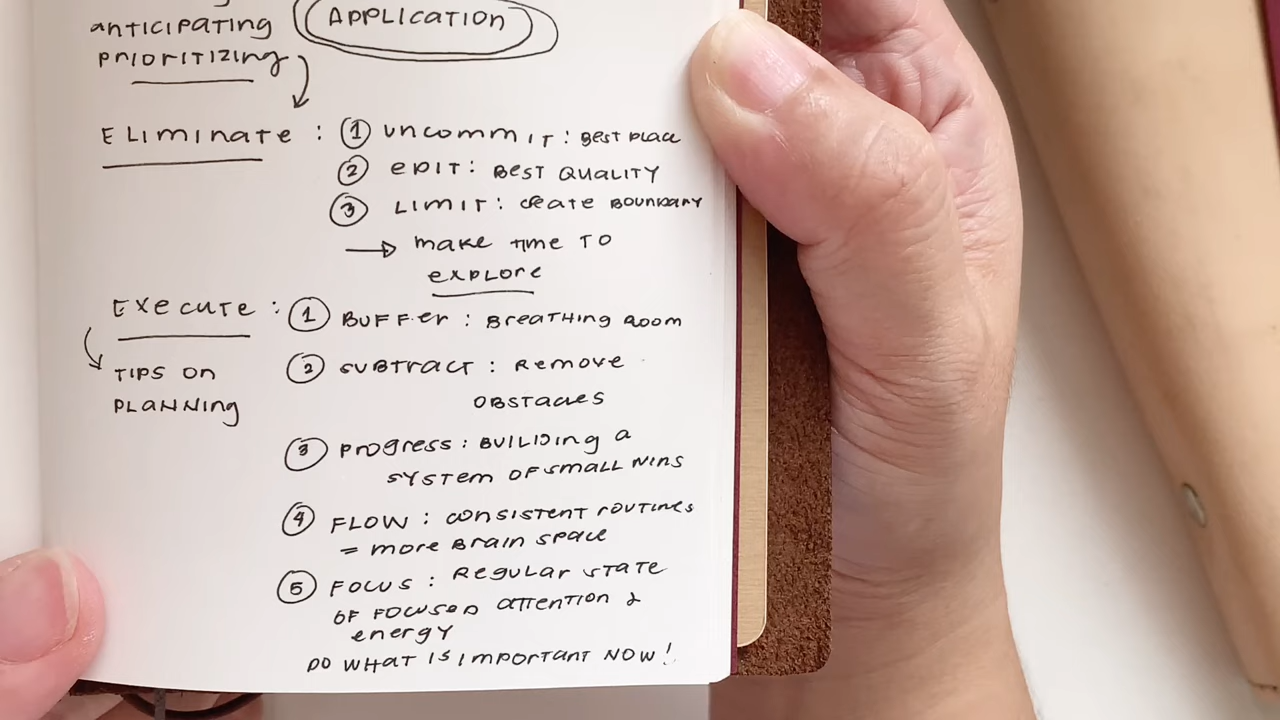 anticipating
prioritizing
APPLICATION
ELiminate : ① uncommit : Best place
② EDIT : BEST QUALITY
③ LIMIT : create BOUNDARY
→ make time TO
explore
Execute : ① BUFFer : BreaTHing room
TIPS on
PLANNing
② SUBTRACT : Remove
OBSTACLES
③ Progress : BUILDing a
SYSTem OF SmaLL wins
④ FLOW : consistent routines
= more Brain space
⑤ FOCUS : Regular STATE
OF FOCUSED attention &
energy
DO WHAT IS important NOW!